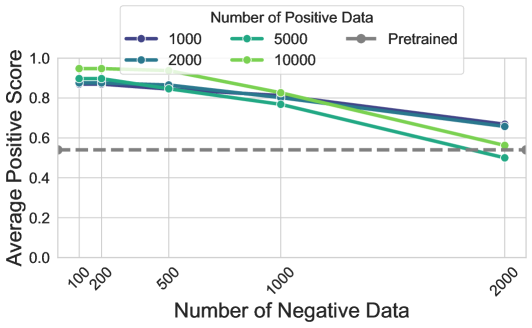 Number of Positive Data
1000 5000 Pretrained
2000 10000
1.0
0.8
0.6
0.4
0.2
0.0
Average Positive Score
100 200 500 1000 2000
Number of Negative Data